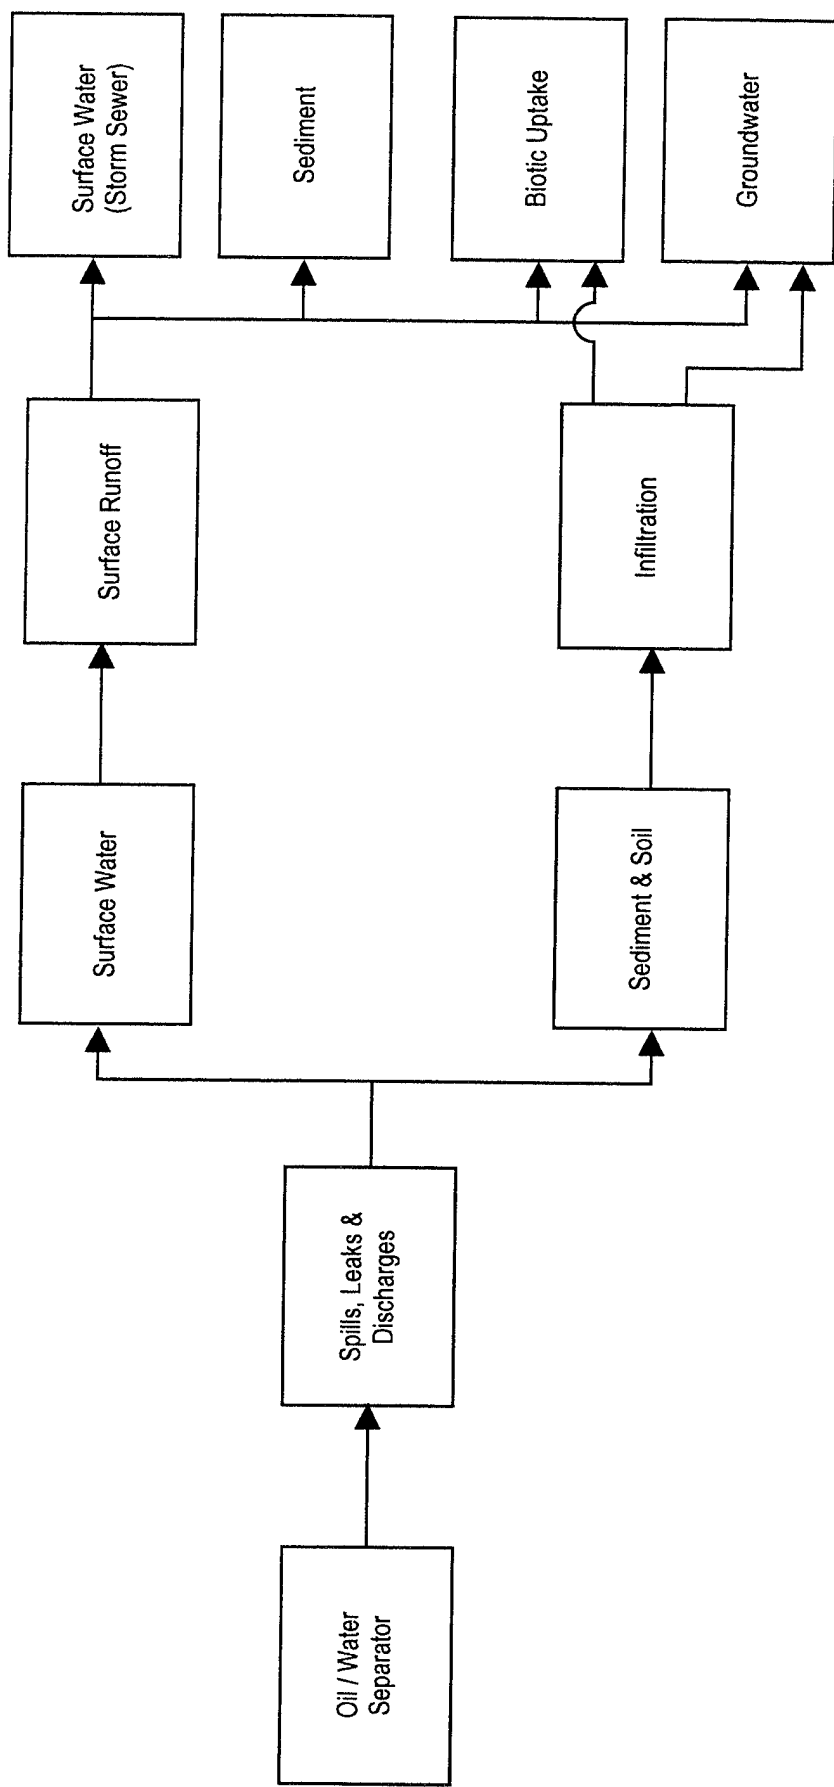 Oil / Water
Separator
Spills, Leaks &
Discharges
Surface Water
Sediment & Soil
Surface Runoff
Infiltration
Surface Water
(Storm Sewer)
Sediment
Biotic Uptake
Groundwater